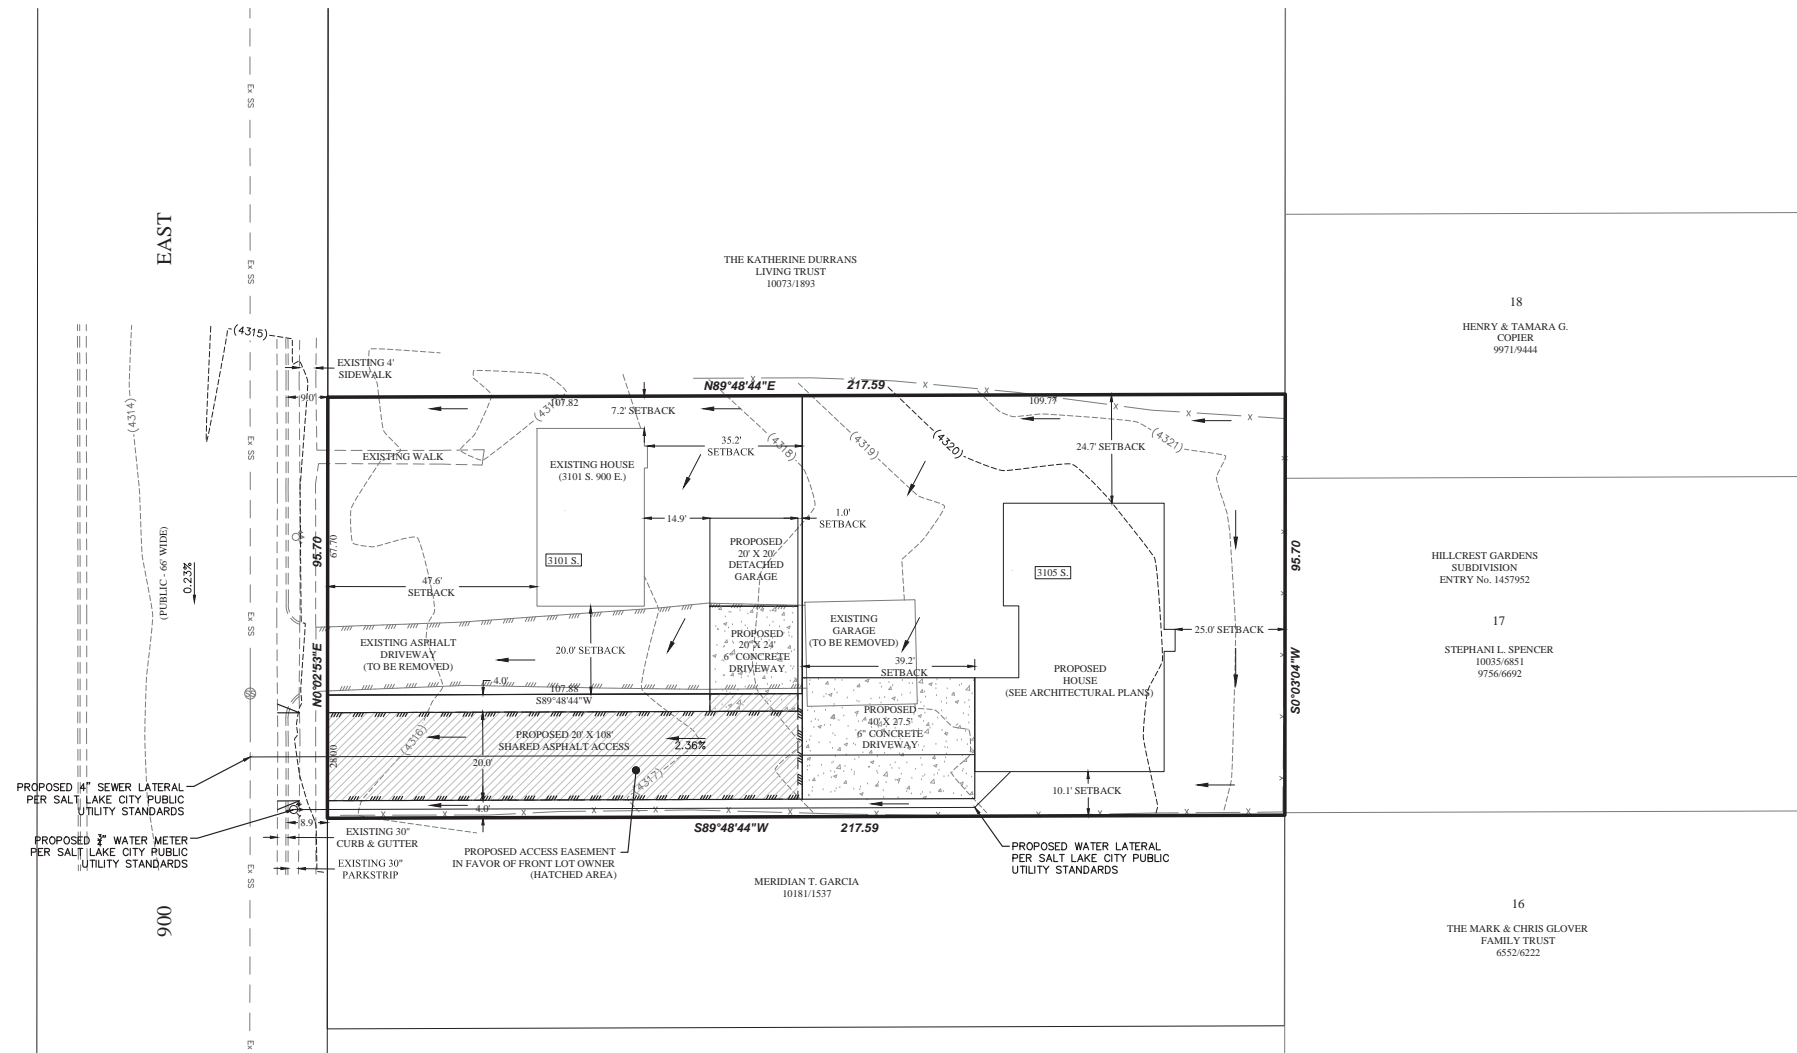 EAST
900
(PUBLIC - 66' WIDE)
0.23%
Ex SS
Ex SS
Ex SS
Ex SS
Ex SS
Ex
SS
(4314)
(4315)
EXISTING 4'
SIDEWALK
9.0'
THE KATHERINE DURRANS
LIVING TRUST
10073/1893
N89°48'44"E
217.59
107.82
109.77
7.2' SETBACK
35.2'
SETBACK
(4318)
(4319)
(4320)
(4321)
24.7' SETBACK
EXISTING WALK
EXISTING HOUSE
(3101 S. 900 E.)
3101 S.
14.9'
1.0'
SETBACK
PROPOSED
20' X 20'
DETACHED
GARAGE
95.70
67.70
N0°02'53"E
28.00
47.6'
SETBACK
EXISTING ASPHALT
DRIVEWAY
(TO BE REMOVED)
20.0' SETBACK
PROPOSED
20' X 24'
6" CONCRETE
DRIVEWAY
EXISTING
GARAGE
(TO BE REMOVED)
39.2'
SETBACK
3105 S.
PROPOSED
HOUSE
(SEE ARCHITECTURAL PLANS)
25.0' SETBACK
95.70
S0°03'04"W
4.0'
107.88
S89°48'44"W
PROPOSED 20' X 108'
SHARED ASPHALT ACCESS
2.36%
20.0'
(4316)
(4317)
PROPOSED
40' X 27.5'
6" CONCRETE
DRIVEWAY
10.1' SETBACK
4.0'
S89°48'44"W
217.59
PROPOSED 4" SEWER LATERAL
PER SALT LAKE CITY PUBLIC
UTILITY STANDARDS
PROPOSED ¾" WATER METER
PER SALT LAKE CITY PUBLIC
UTILITY STANDARDS
8.9'
EXISTING 30"
CURB & GUTTER
EXISTING 30"
PARKSTRIP
PROPOSED ACCESS EASEMENT
IN FAVOR OF FRONT LOT OWNER
(HATCHED AREA)
PROPOSED WATER LATERAL
PER SALT LAKE CITY PUBLIC
UTILITY STANDARDS
MERIDIAN T. GARCIA
10181/1537
18
HENRY & TAMARA G.
COPIER
9971/9444
HILLCREST GARDENS
SUBDIVISION
ENTRY No. 1457952
17
STEPHANI L. SPENCER
10035/6851
9756/6692
16
THE MARK & CHRIS GLOVER
FAMILY TRUST
6552/6222